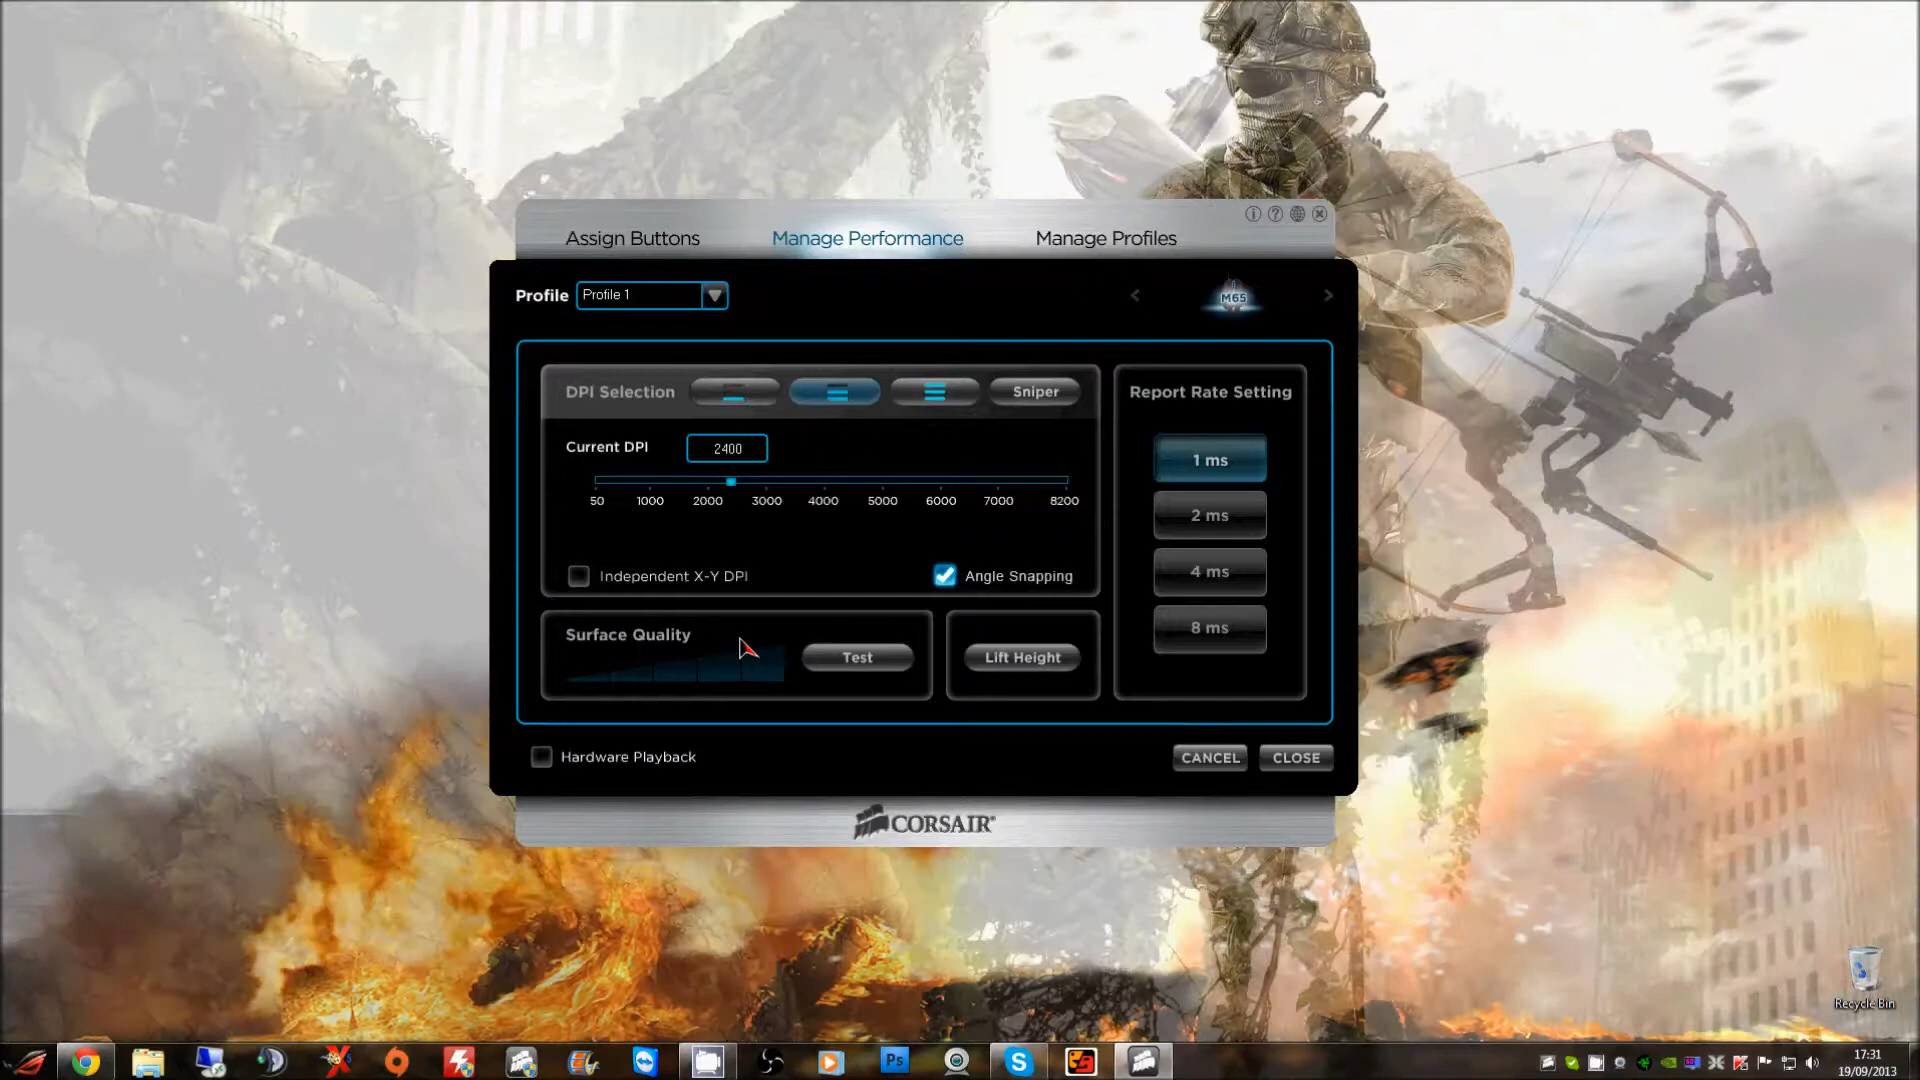 Assign Buttons
Manage Performance
Manage Profiles
Profile
Profile 1
M65
DPI Selection
Sniper
Report Rate Setting
Current DPI
2400
1 ms
50 1000 2000 3000 4000 5000 6000 7000 8200
2 ms
4 ms
Independent X-Y DPI
Angle Snapping
Surface Quality
8 ms
Test
Lift Height
Hardware Playback
CANCEL
CLOSE
CORSAIR
Recycle Bin
Ps
17:31
19/09/2013